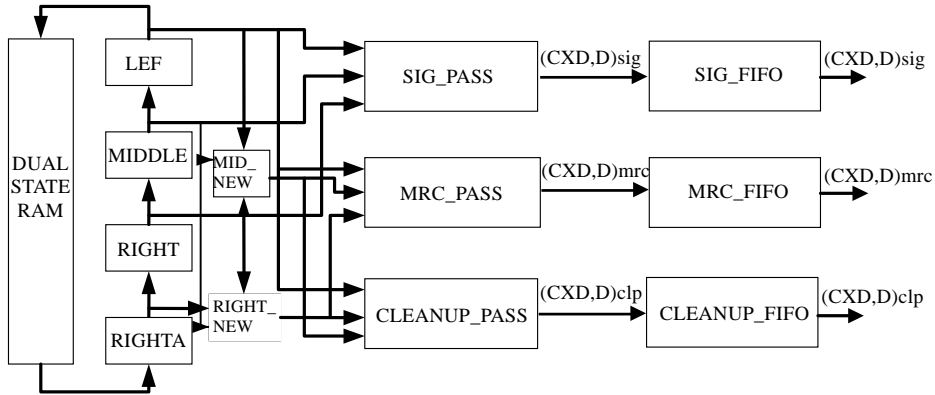 DUAL
STATE
RAM
LEF
MIDDLE
RIGHT
RIGHTA
MID_
NEW
RIGHT_
NEW
SIG_PASS
(CXD,D)sig
SIG_FIFO
(CXD,D)sig
MRC_PASS
(CXD,D)mrc
MRC_FIFO
(CXD,D)mrc
CLEANUP_PASS
(CXD,D)clp
CLEANUP_FIFO
(CXD,D)clp